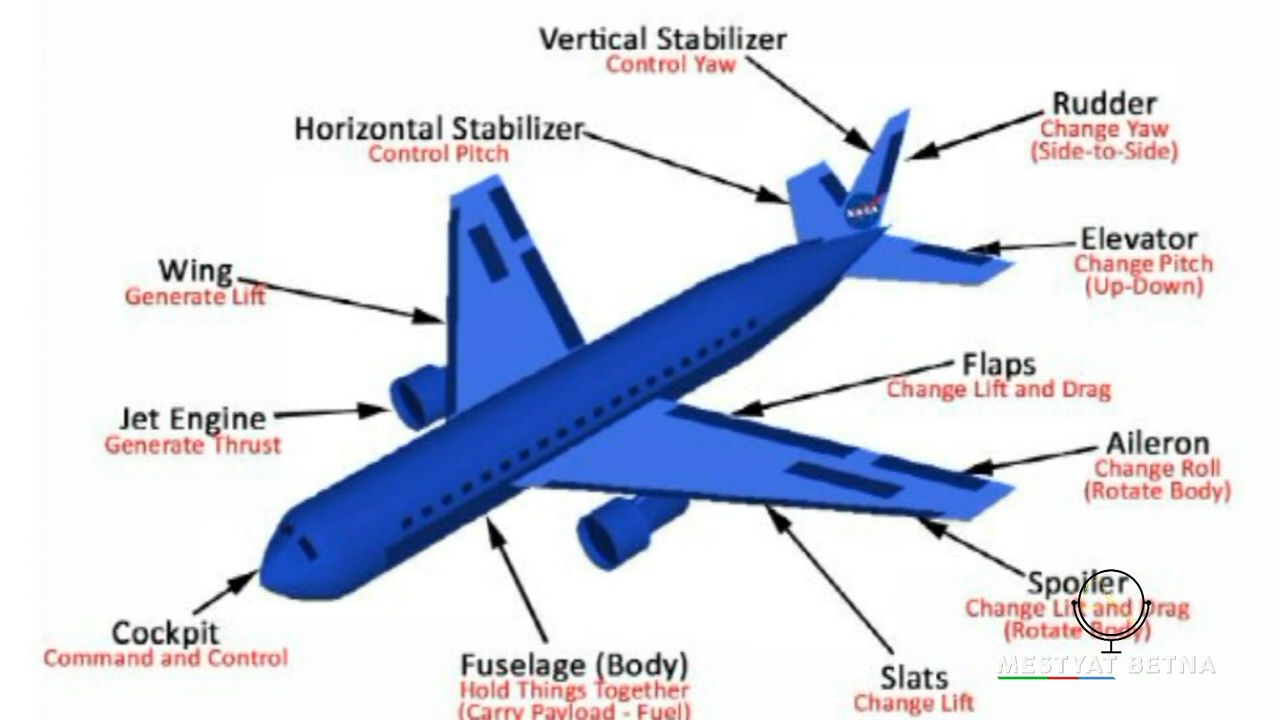 Vertical Stabilizer
Control Yaw
Rudder
Change Yaw
(Side-to-Side)
Horizontal Stabilizer
Control Pitch
NASA
Elevator
Change Pitch
(Up-Down)
Wing
Generate Lift
Flaps
Change Lift and Drag
Jet Engine
Generate Thrust
Aileron
Change Roll
(Rotate Body)
Spoiler
Change Lift and Drag
(Rotate Body)
Cockpit
Command and Control
Fuselage (Body)
Hold Things Together
(Carry Payload - Fuel)
Slats
Change Lift
MESTYAT BETNA